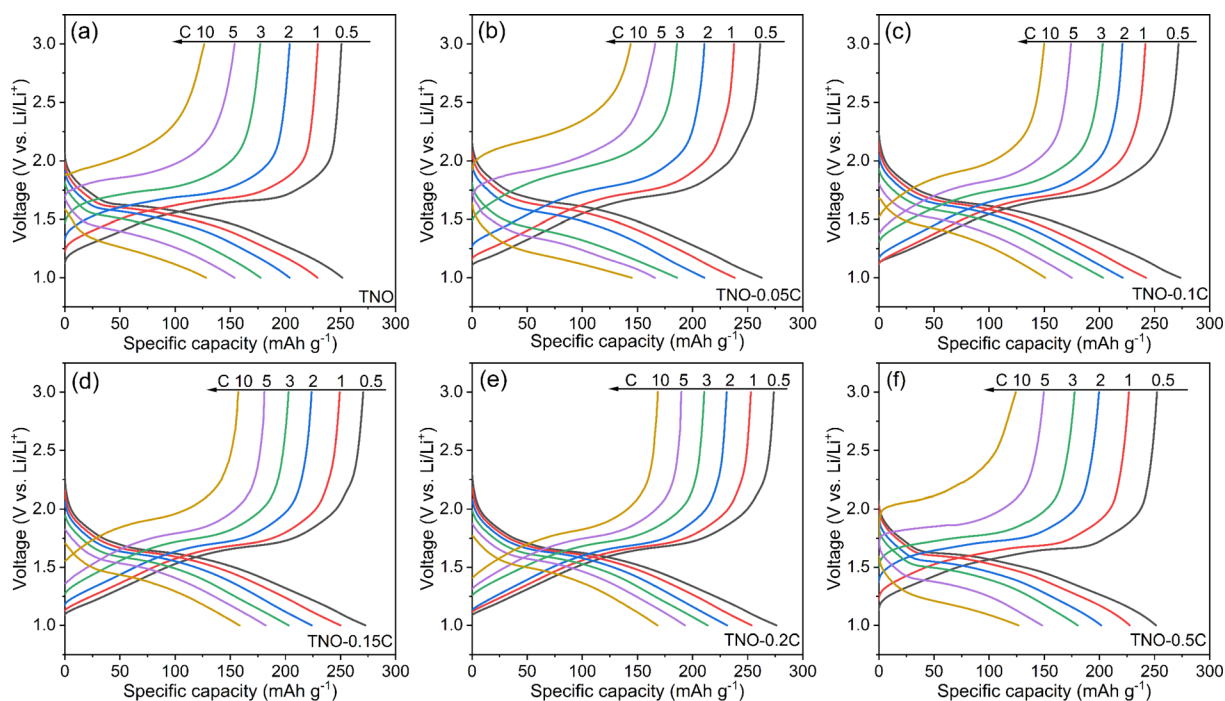 (a)
C 10 5 3 2 1 0.5
3.0
2.5
2.0
1.5
1.0
Voltage (V vs. Li/Li⁺)
TNO
0 50 100 150 200 250 300
Specific capacity (mAh g⁻¹)
(b)
C 10 5 3 2 1 0.5
3.0
2.5
2.0
1.5
1.0
Voltage (V vs. Li/Li⁺)
TNO-0.05C
0 50 100 150 200 250 300
Specific capacity (mAh g⁻¹)
(c)
C 10 5 3 2 1 0.5
3.0
2.5
2.0
1.5
1.0
Voltage (V vs. Li/Li⁺)
TNO-0.1C
0 50 100 150 200 250 300
Specific capacity (mAh g⁻¹)
(d)
C 10 5 3 2 1 0.5
3.0
2.5
2.0
1.5
1.0
Voltage (V vs. Li/Li⁺)
TNO-0.15C
0 50 100 150 200 250 300
Specific capacity (mAh g⁻¹)
(e)
C 10 5 3 2 1 0.5
3.0
2.5
2.0
1.5
1.0
Voltage (V vs. Li/Li⁺)
TNO-0.2C
0 50 100 150 200 250 300
Specific capacity (mAh g⁻¹)
(f)
C 10 5 3 2 1 0.5
3.0
2.5
2.0
1.5
1.0
Voltage (V vs. Li/Li⁺)
TNO-0.5C
0 50 100 150 200 250 300
Specific capacity (mAh g⁻¹)